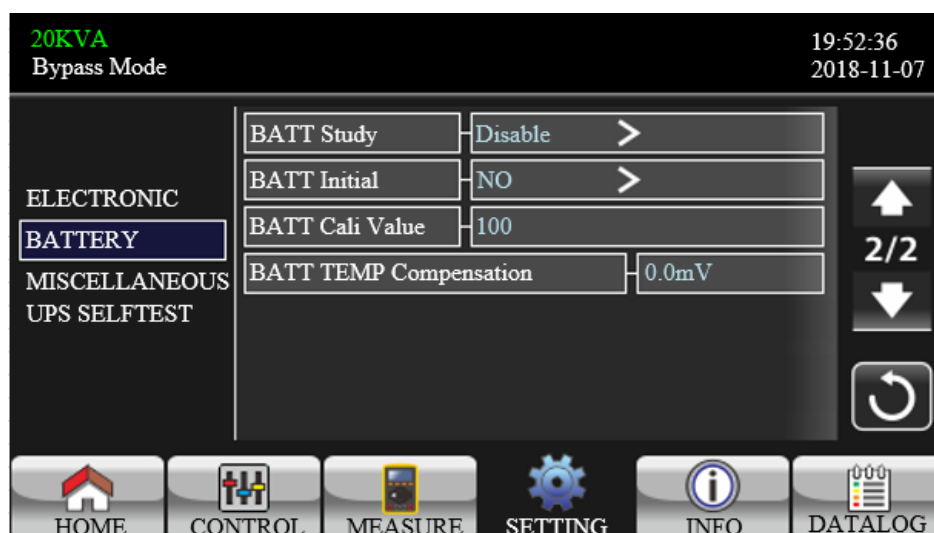 20KVA
Bypass Mode
19:52:36
2018-11-07
ELECTRONIC
BATTERY
MISCELLANEOUS
UPS SELFTEST
BATT Study
Disable
BATT Initial
NO
BATT Cali Value
100
BATT TEMP Compensation
0.0mV
2/2
HOME
CONTROL
MEASURE
SETTING
INFO
DATALOG